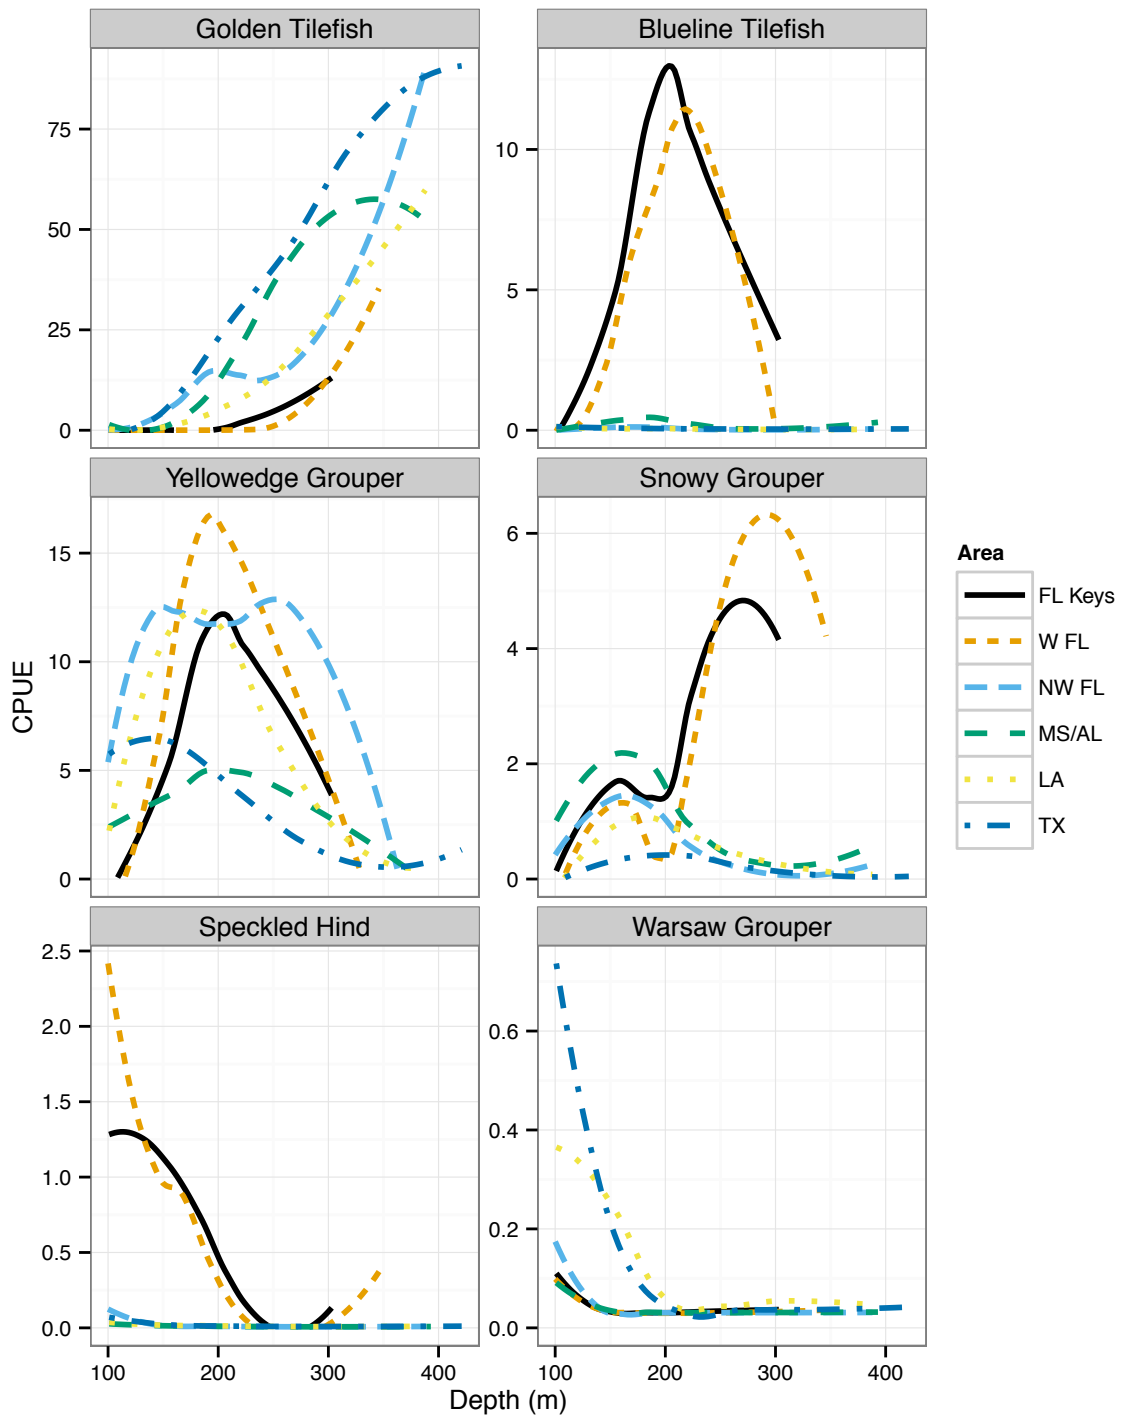 Golden Tilefish
Blueline Tilefish
75
50
25
0
10
5
0
Yellowedge Grouper
Snowy Grouper
15
10
5
0
6
4
2
0
CPUE
Area
FL Keys
W FL
NW FL
MS/AL
LA
TX
Speckled Hind
Warsaw Grouper
2.5
2.0
1.5
1.0
0.5
0.0
0.6
0.4
0.2
0.0
100 200 300 400
100 200 300 400
Depth (m)